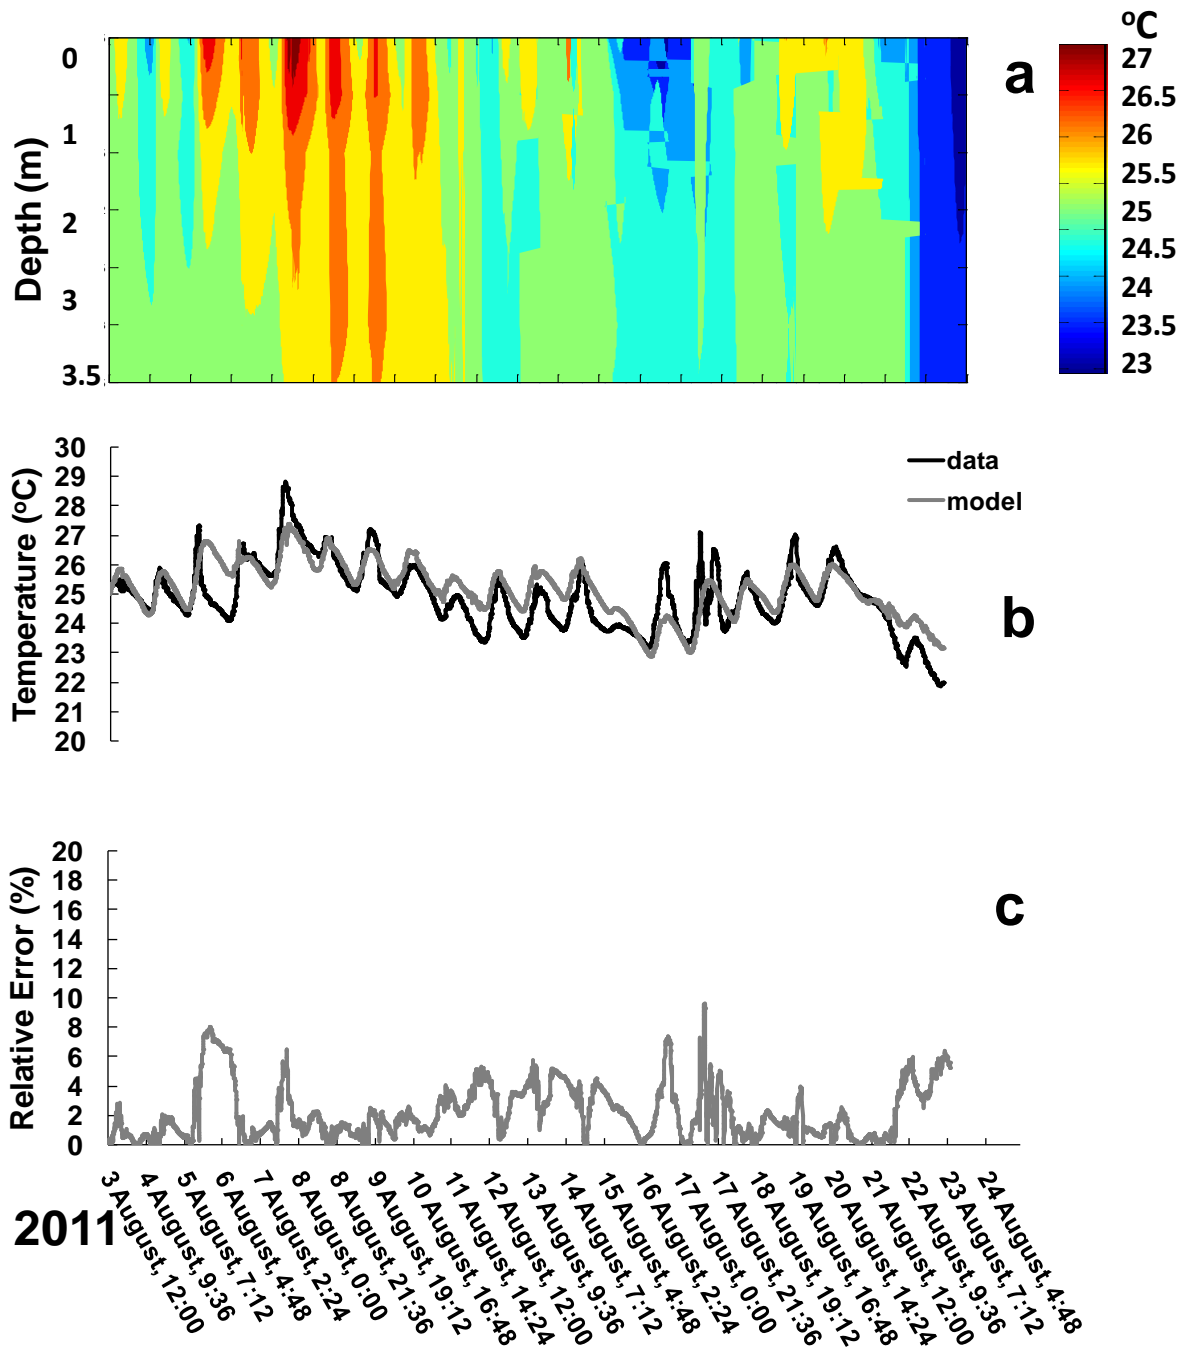 oC
a
Depth (m)
0
1
2
3
3.5
27
26.5
26
25.5
25
24.5
24
23.5
23
b
Temperature (oC)
30
29
28
27
26
25
24
23
22
21
20
data
model
c
Relative Error (%)
20
18
16
14
12
10
8
6
4
2
0
2011
3 August, 12:00
4 August, 9:36
5 August, 7:12
6 August, 4:48
7 August, 2:24
8 August, 0:00
8 August, 21:36
9 August, 19:12
10 August, 16:48
11 August, 14:24
12 August, 12:00
13 August, 9:36
14 August, 7:12
15 August, 4:48
16 August, 2:24
17 August, 0:00
17 August, 21:36
18 August, 19:12
19 August, 16:48
20 August, 14:24
21 August, 12:00
22 August, 9:36
23 August, 7:12
24 August, 4:48